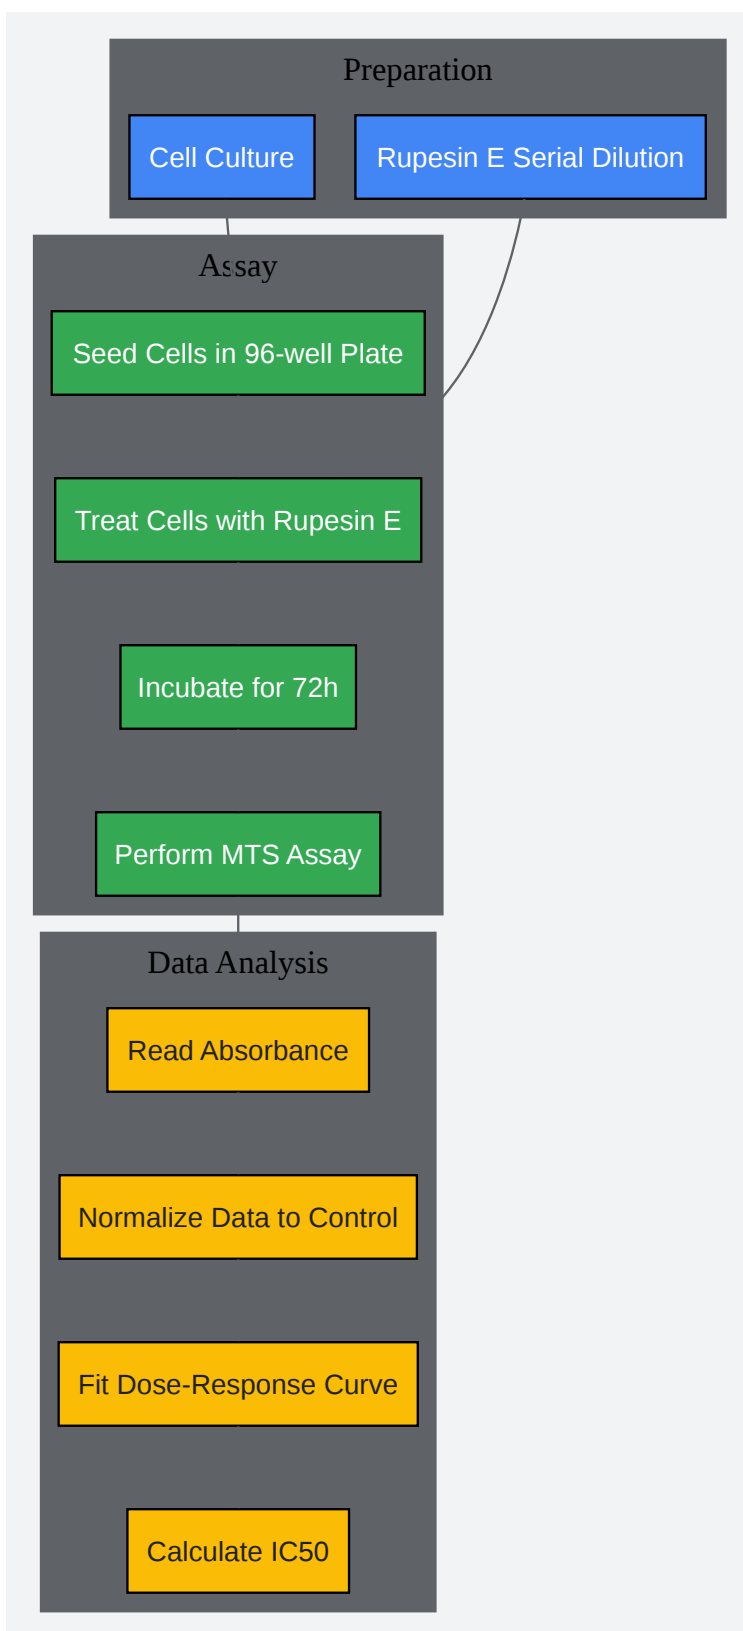 Preparation
Cell Culture
Rupesin E Serial Dilution
Assay
Seed Cells in 96-well Plate
Treat Cells with Rupesin E
Incubate for 72h
Perform MTS Assay
Data Analysis
Read Absorbance
Normalize Data to Control
Fit Dose-Response Curve
Calculate IC50